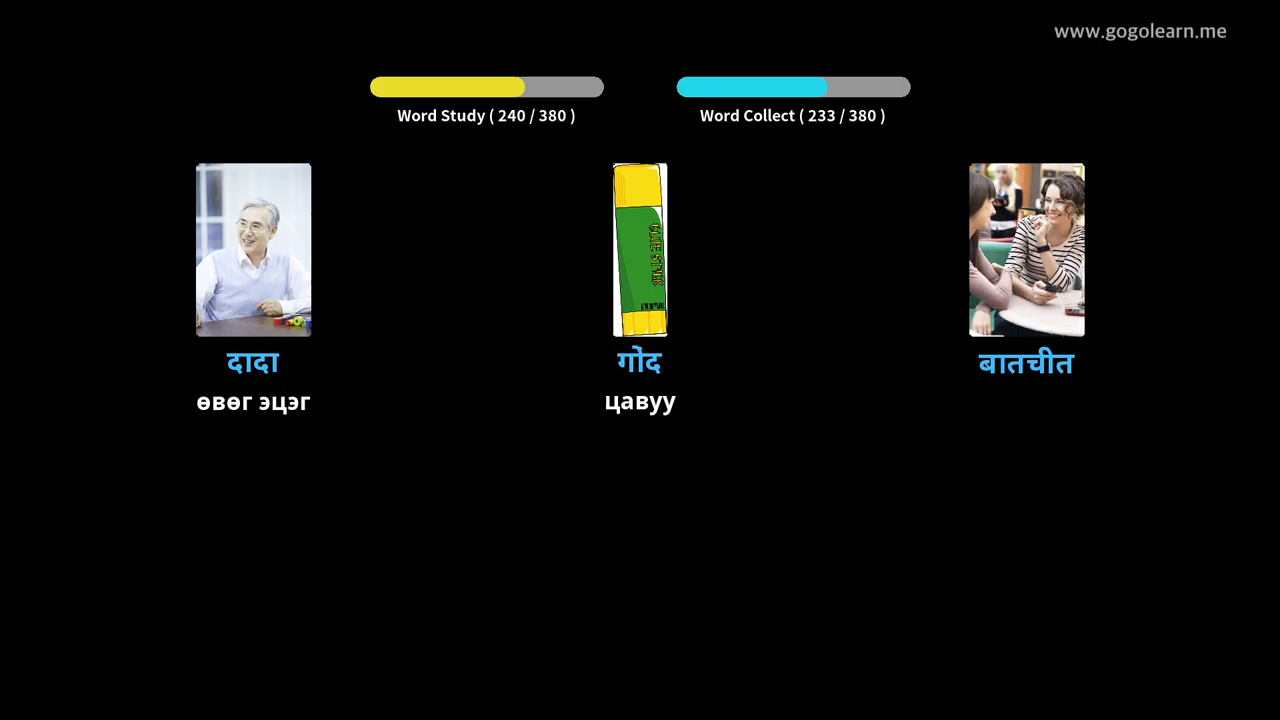 www.gogolearn.me
Word Study ( 240 / 380 )
Word Collect ( 233 / 380 )
दादा
गोंद
बातचीत
өвөг эцэг
цавуу